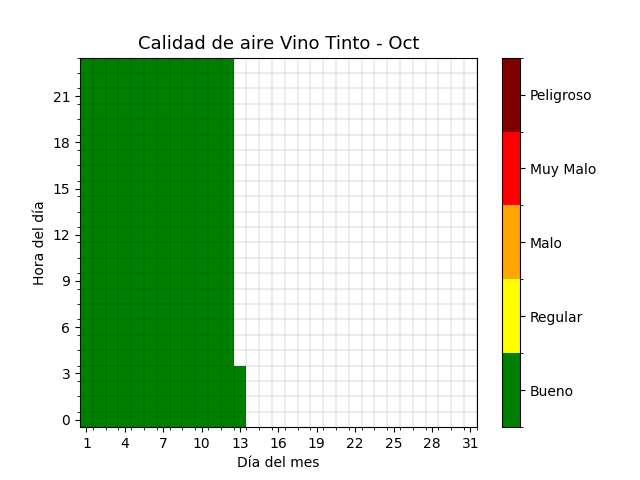 Calidad de aire Vino Tinto - Oct
Hora del día
21
18
15
12
9
6
3
0
1 4 7 10 13 16 19 22 25 28 31
Día del mes
Peligroso
Muy Malo
Malo
Regular
Bueno